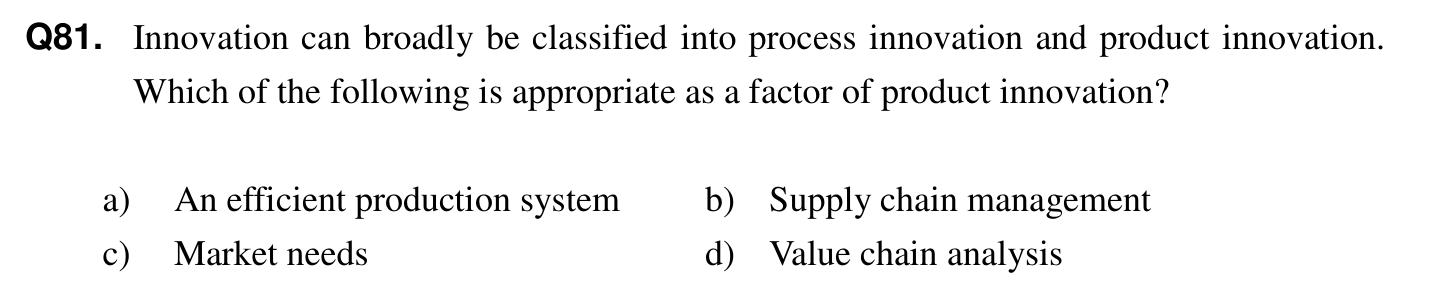 Q81. Innovation can broadly be classified into process innovation and product innovation.
Which of the following is appropriate as a factor of product innovation?
a) An efficient production system b) Supply chain management
c) Market needs d) Value chain analysis